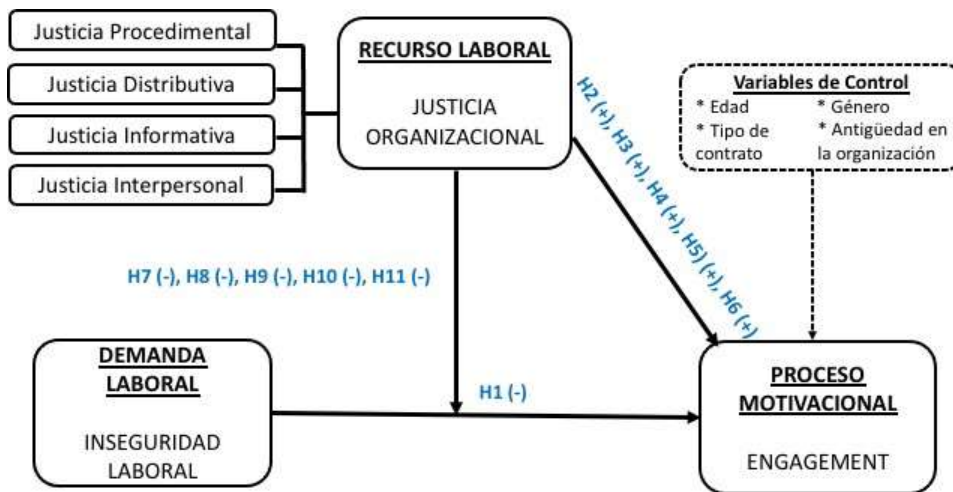 Justicia Procedimental
Justicia Distributiva
Justicia Informativa
Justicia Interpersonal
RECURSO LABORAL
JUSTICIA
ORGANIZACIONAL
Variables de Control
* Edad
* Tipo de
contrato
* Género
* Antigüedad en
la organización
H2 (+), H3 (+), H4 (+), H5) (+), H6 (+)
H7 (-), H8 (-), H9 (-), H10 (-), H11 (-)
DEMANDA
LABORAL
INSEGURIDAD
LABORAL
H1 (-)
PROCESO
MOTIVACIONAL
ENGAGEMENT